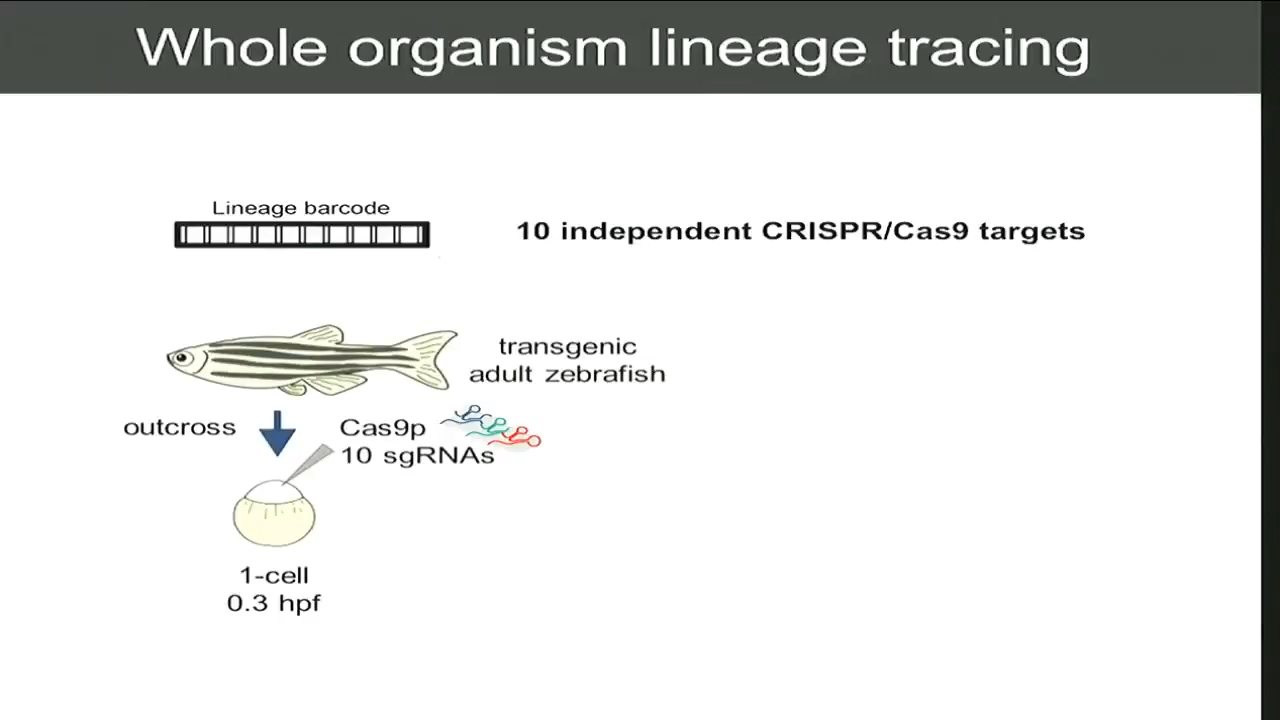 Whole organism lineage tracing
Lineage barcode
10 independent CRISPR/Cas9 targets
transgenic
adult zebrafish
outcross
Cas9p
10 sgRNAs
1-cell
0.3 hpf